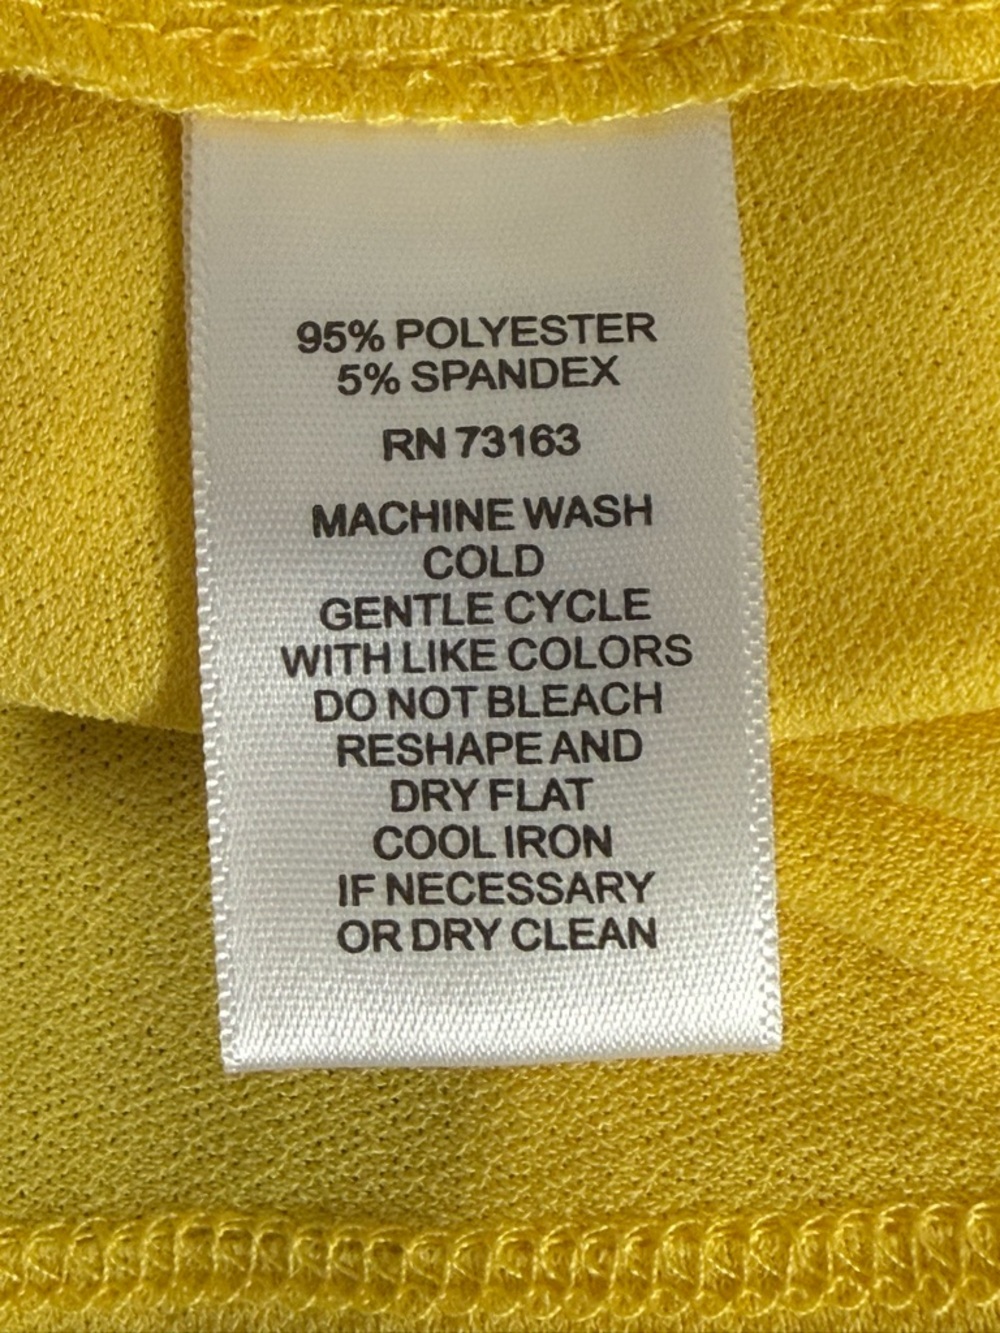 95% POLYESTER
5% SPANDEX
RN 73163
MACHINE WASH
COLD
GENTLE CYCLE
WITH LIKE COLORS
DO NOT BLEACH
RESHAPE AND
DRY FLAT
COOL IRON
IF NECESSARY
OR DRY CLEAN